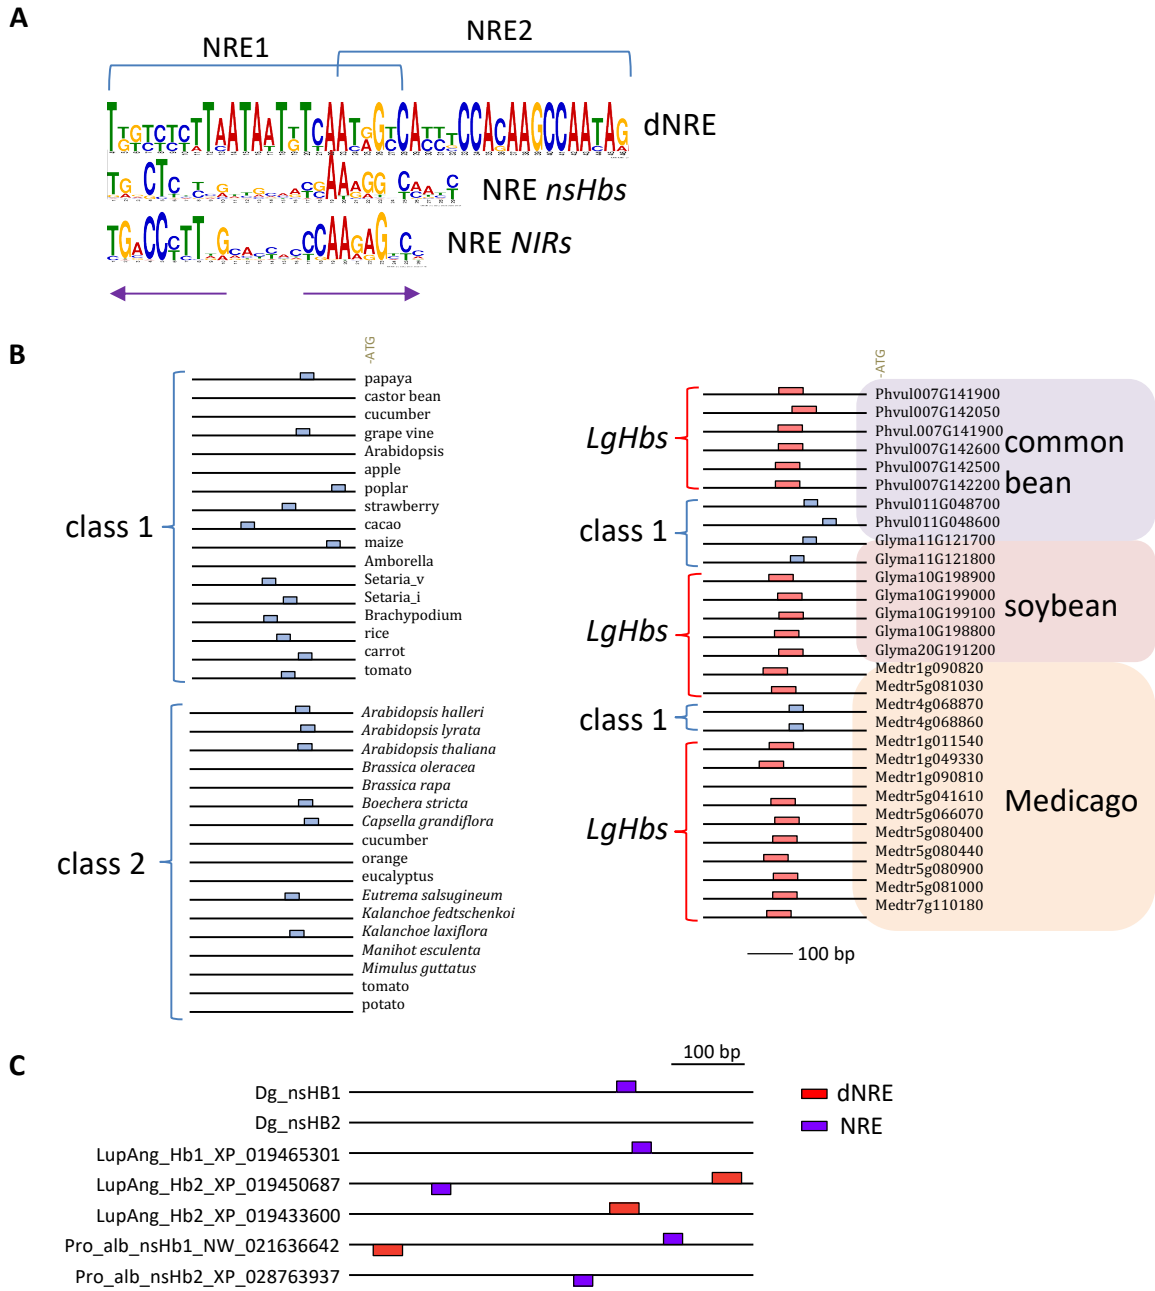 A
NRE1
NRE2
dNRE
NRE nsHbs
NRE NIRs
B
-ATG
class 1
papaya
castor bean
cucumber
grape vine
Arabidopsis
apple
poplar
strawberry
cacao
maize
Amborella
Setaria_v
Setaria_i
Brachypodium
rice
carrot
tomato
class 2
Arabidopsis halleri
Arabidopsis lyrata
Arabidopsis thaliana
Brassica oleracea
Brassica rapa
Boechera stricta
Capsella grandiflora
cucumber
orange
eucalyptus
Eutrema salsugineum
Kalanchoe fedtschenkoi
Kalanchoe laxiflora
Manihot esculenta
Mimulus guttatus
tomato
potato
-ATG
LgHbs
class 1
LgHbs
class 1
LgHbs
Phvul007G141900
Phvul007G142050
Phvul.007G141900
Phvul007G142600
Phvul007G142500
Phvul007G142200
Phvul011G048700
Phvul011G048600
Glyma11G121700
Glyma11G121800
Glyma10G198900
Glyma10G199000
Glyma10G199100
Glyma10G198800
Glyma20G191200
Medtr1g090820
Medtr5g081030
Medtr4g068870
Medtr4g068860
Medtr1g011540
Medtr1g049330
Medtr1g090810
Medtr5g041610
Medtr5g066070
Medtr5g080400
Medtr5g080440
Medtr5g080900
Medtr5g081000
Medtr7g110180
common
bean
soybean
Medicago
100 bp
C
100 bp
Dg_nsHB1
Dg_nsHB2
LupAng_Hb1_XP_019465301
LupAng_Hb2_XP_019450687
LupAng_Hb2_XP_019433600
Pro_alb_nsHb1_NW_021636642
Pro_alb_nsHb2_XP_028763937
dNRE
NRE